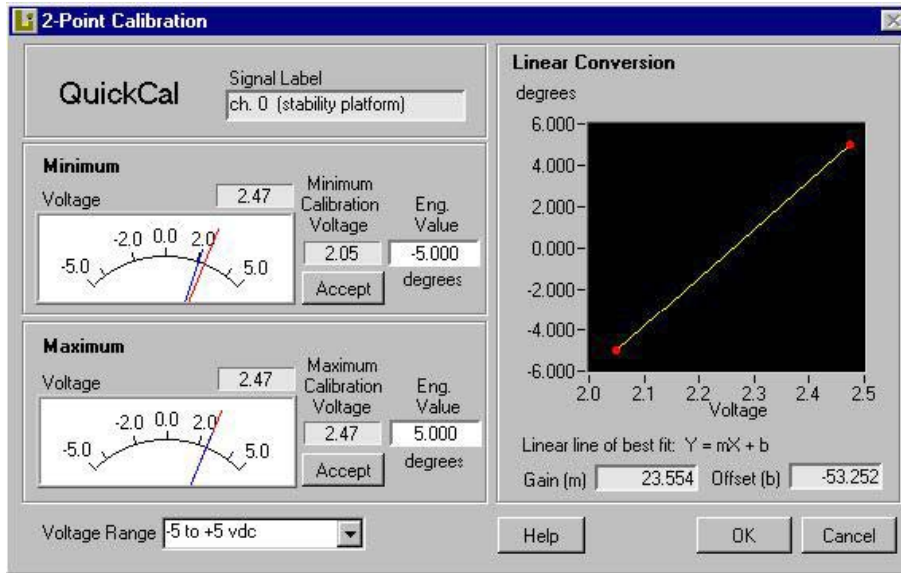 2-Point Calibration
QuickCal
Signal Label
ch. 0 (stability platform)
Minimum
Voltage
2.47
-5.0
-2.0
0.0
2.0
5.0
Minimum
Calibration
Voltage
2.05
Accept
Eng.
Value
-5.000
degrees
Maximum
Voltage
2.47
-5.0
-2.0
0.0
2.0
5.0
Maximum
Calibration
Voltage
2.47
Accept
Eng.
Value
5.000
degrees
Voltage Range
-5 to +5 vdc
Linear Conversion
degrees
6.000-
4.000-
2.000-
0.000-
-2.000-
-4.000-
-6.000-
2.0
2.1
2.2
2.3
2.4
2.5
Voltage
Linear line of best fit: Y = mX + b
Gain (m)
23.554
Offset (b)
-53.252
Help
OK
Cancel